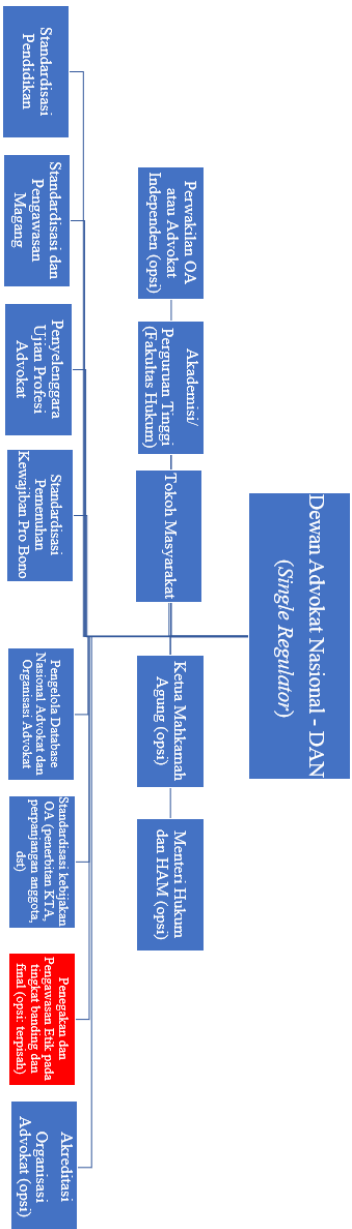 Dewan Advokat Nasional - DAN
(Single Regulator)
Perwakilan OA
atau Advokat
Independen (opsi)
Akademisi/
Perguruan Tinggi
(Fakultas Hukum)
Tokoh Masyarakat
Ketua Mahkamah
Agung (opsi)
Menteri Hukum
dan HAM (opsi)
Standardisasi
Pendidikan
Standardisasi dan
Pengawasan
Magang
Penyelenggara
Ujian Profesi
Advokat
Standardisasi
Pemenuhan
Kewajiban Pro Bono
Pengelola Database
Nasional Advokat dan
Organisasi Advokat
Standardisasi kebijakan
OA (penerbitan KTA,
perpanjangan anggota,
dst)
Penegakan dan
Pengawasan Etik pada
tingkat banding dan
final (opsi: terpisah)
Akreditasi
Organisasi
Advokat (opsi)